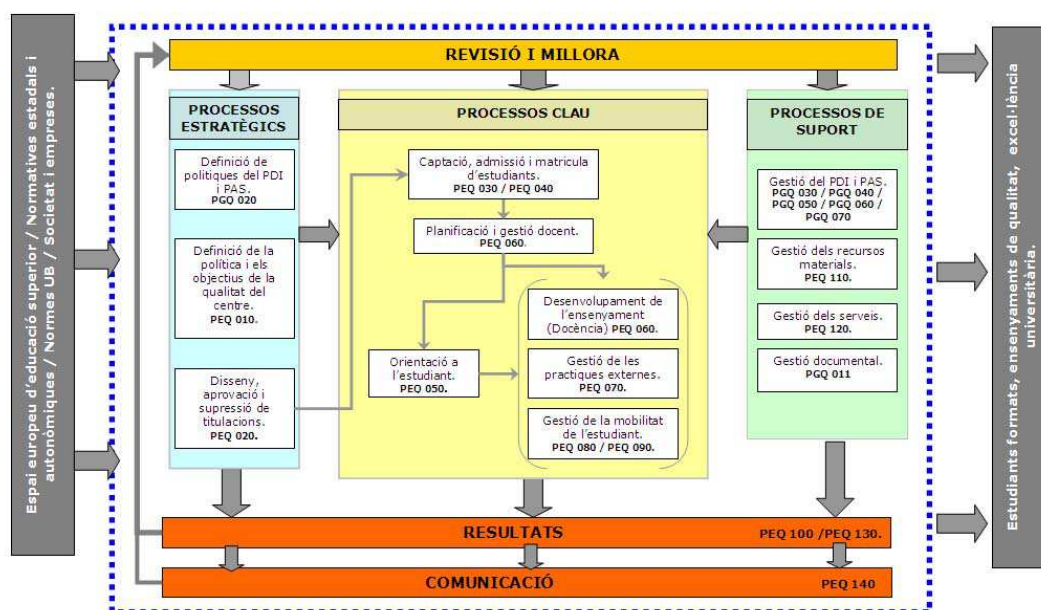 Espai europeu d'educació superior / Normatives estadals i
autonòmiques / Normes UB / Societat i empreses.
REVISIÓ I MILLORA
PROCESSOS
ESTRATÈGICS
Definició de
politiques del PDI
i PAS.
PGQ 020
Definició de la
política i els
objectius de la
qualitat del
centre.
PEQ 010.
Disseny,
aprovació i
supressió de
titulacions.
PEQ 020.
PROCESSOS CLAU
Captació, admissió i matricula
d'estudiants.
PEQ 030 / PEQ 040
Planificació i gestió docent.
PEQ 060.
Orientació a
l'estudiant.
PEQ 050.
Desenvolupament de
l'ensenyament
(Docència) PEQ 060.
Gestió de les
practiques externes.
PEQ 070.
Gestió de la mobilitat
de l'estudiant.
PEQ 080 / PEQ 090.
PROCESSOS DE
SUPORT
Gestió del PDI i PAS.
PGQ 030 / PGQ 040 /
PGQ 050 / PGQ 060 /
PGQ 070
Gestió dels recursos
materials.
PEQ 110.
Gestió dels serveis.
PEQ 120.
Gestió documental.
PGQ 011
RESULTATS PEQ 100 /PEQ 130.
COMUNICACIÓ PEQ 140
Estudiants formats, ensenyaments de qualitat, excel·lència
universitària.